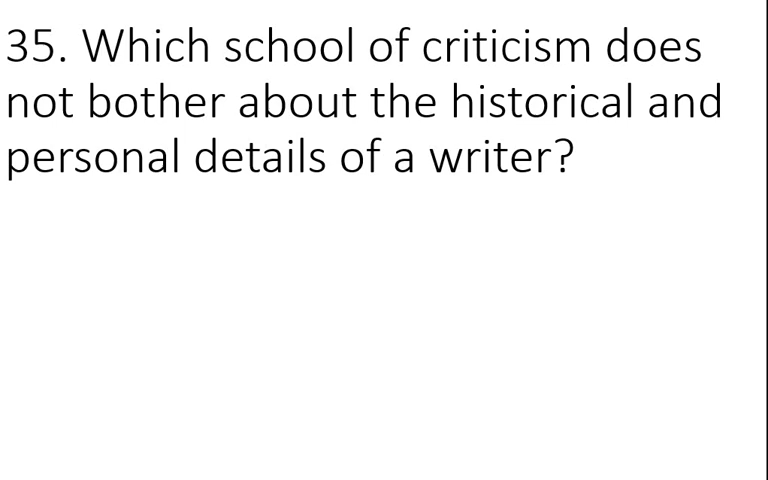 35. Which school of criticism does
not bother about the historical and
personal details of a writer?